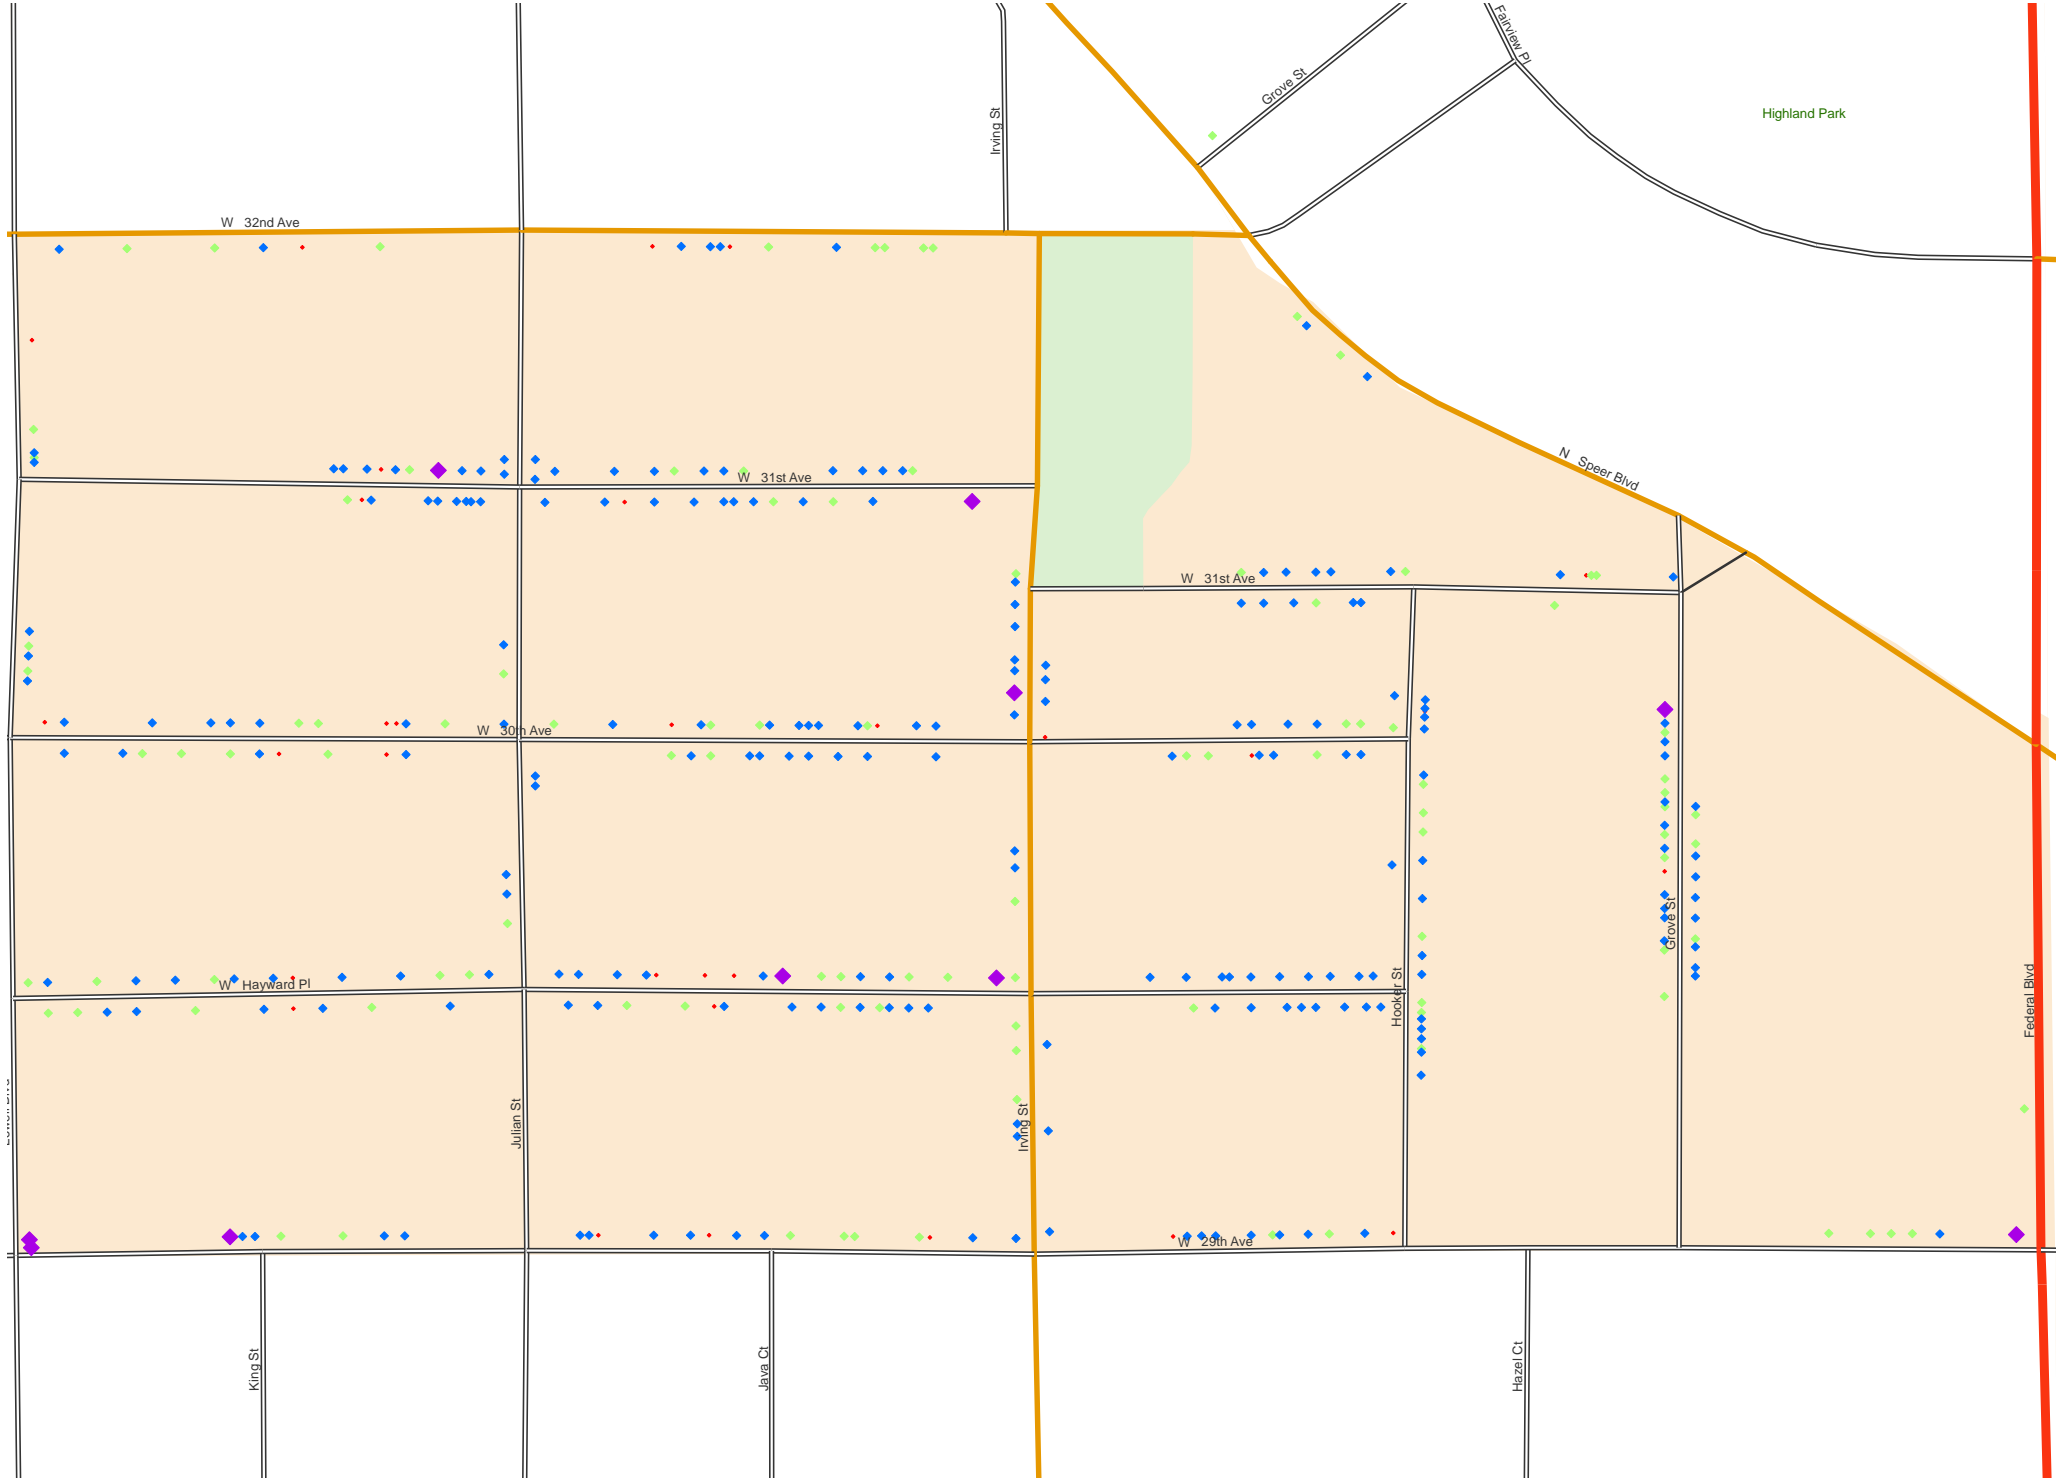 Fairview Pl
Grove St
Highland Park
Irving St
W 32nd Ave
N Speer Blvd
W 31st Ave
W 31st Ave
W 30th Ave
Grove St
W Hayward Pl
Hooker St
Federal Blvd
Julian St
Irving St
W 29th Ave
King St
Java Ct
Hazel Ct